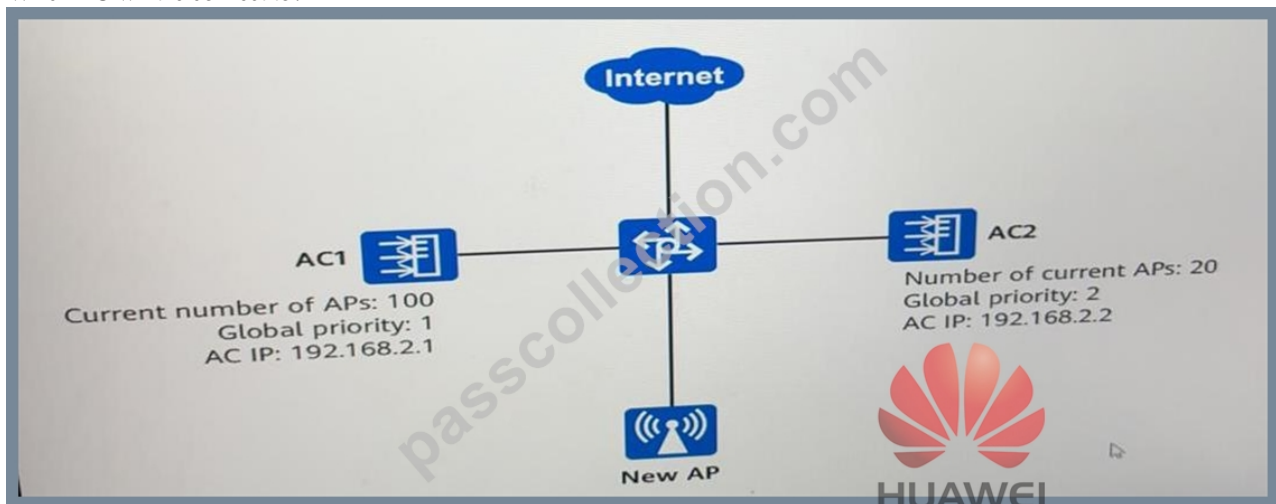 Internet
AC1
Current number of APs: 100
Global priority: 1
AC IP: 192.168.2.1
AC2
Number of current APs: 20
Global priority: 2
AC IP: 192.168.2.2
New AP
HUAWEI
passcollection.com